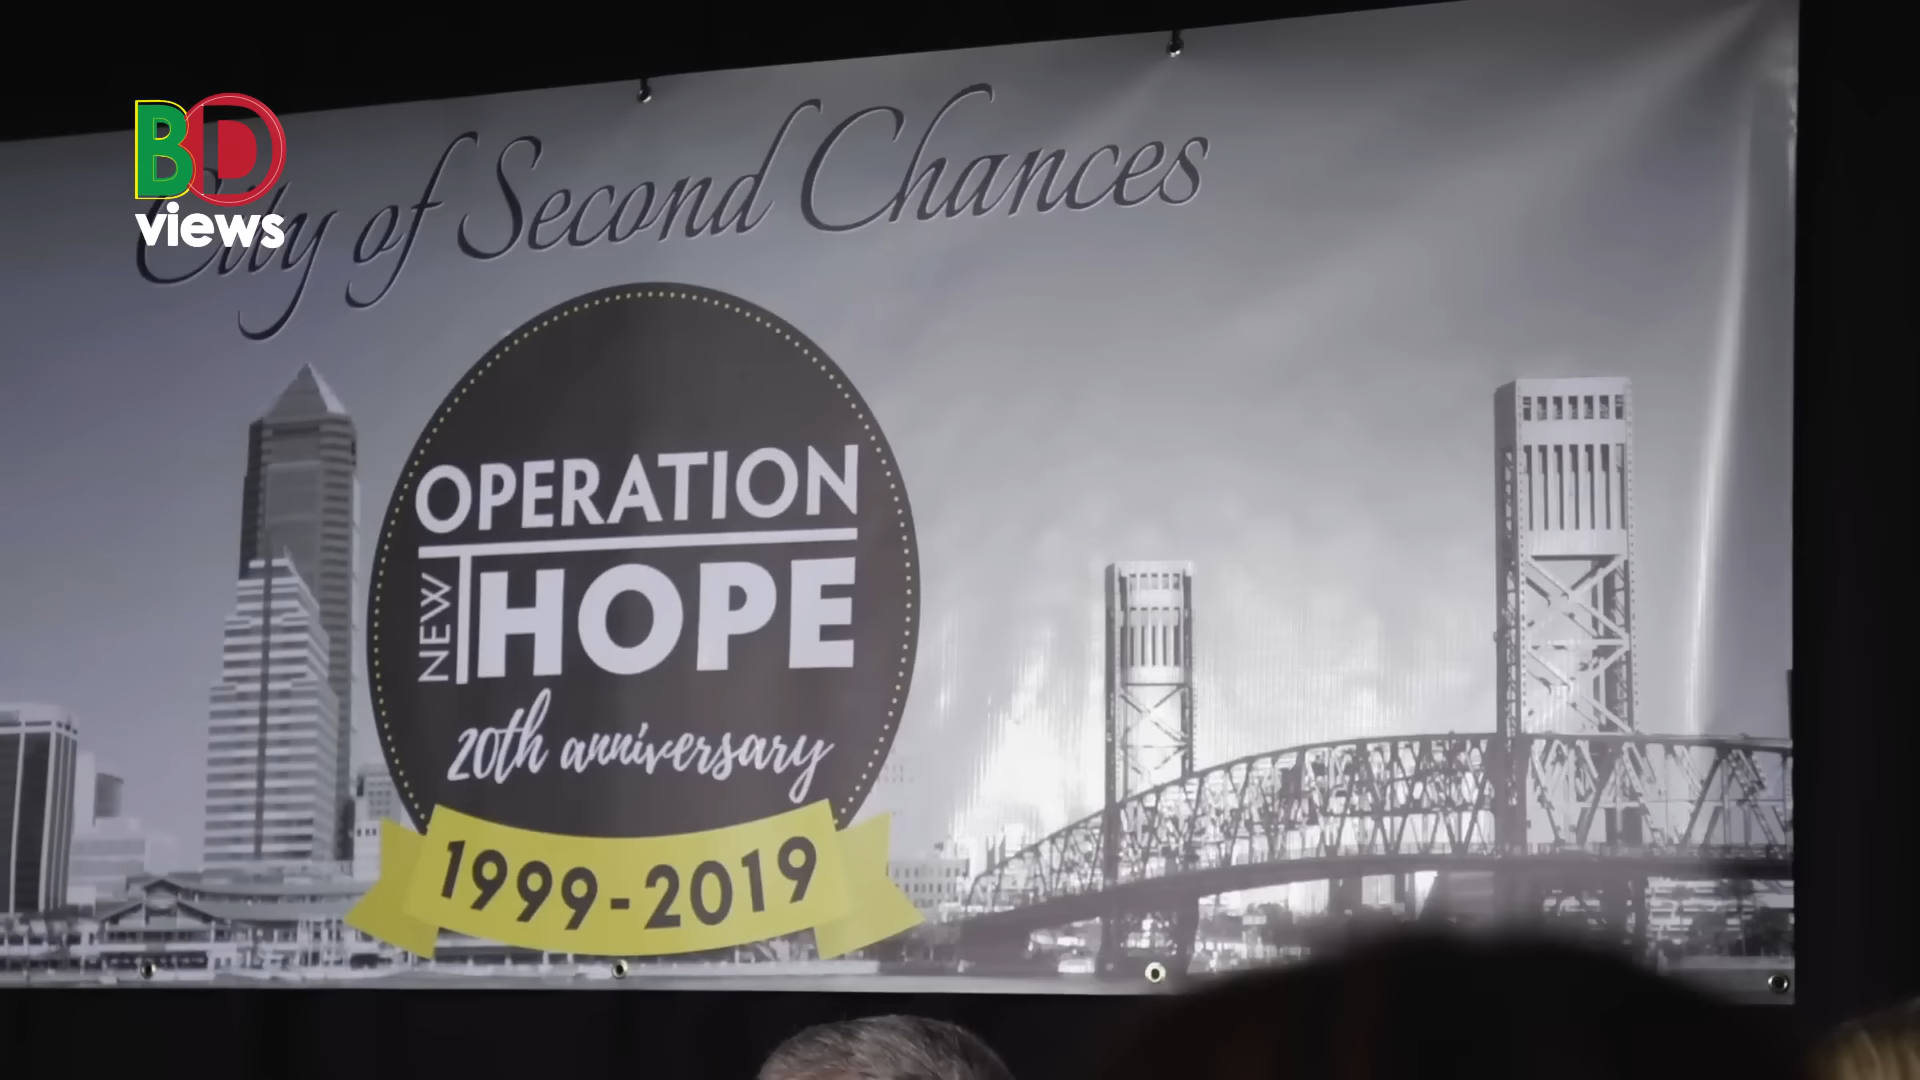 BD
views
City of Second Chances
OPERATION
NEW HOPE
20th anniversary
1999-2019